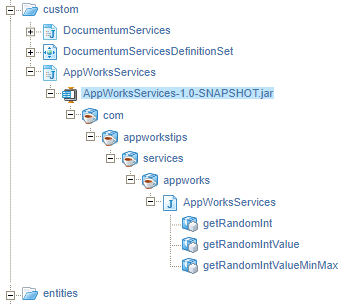 custom
DocumentumServices
DocumentumServicesDefinitionSet
AppWorksServices
AppWorksServices-1.0-SNAPSHOT.jar
com
appworkstips
services
appworks
AppWorksServices
getRandomInt
getRandomIntValue
getRandomIntValueMinMax
entities